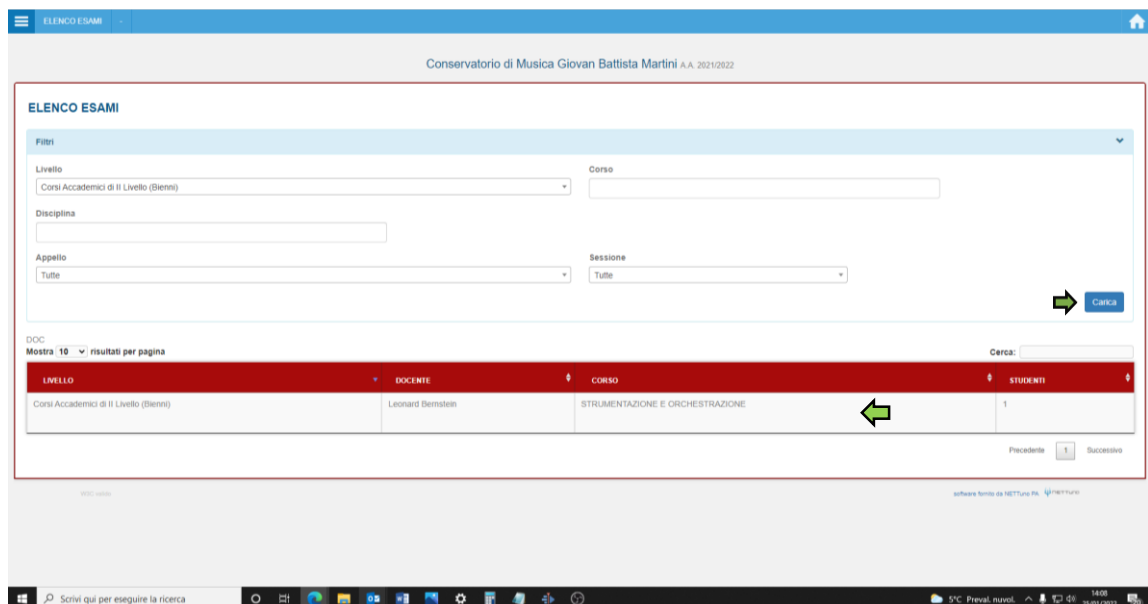 ELENCO ESAMI
Conservatorio di Musica Giovan Battista Martini A.A. 2021/2022
ELENCO ESAMI
Filtri
Livello Corso
Corsi Accademici di II Livello (Bienni)
Disciplina
Appello Sessione
Tutte Tutte
Carica
DOC
Mostra 10 risultati per pagina Cerca:
LIVELLO DOCENTE CORSO STUDENTI
Corsi Accademici di II Livello (Bienni) Leonard Bernstein STRUMENTAZIONE E ORCHESTRAZIONE 1
Precedente 1 Successivo
software fornito da NETTuno PA
Scrivi qui per eseguire la ricerca 5°C Preval. nuvol. 14:08
25/01/2022